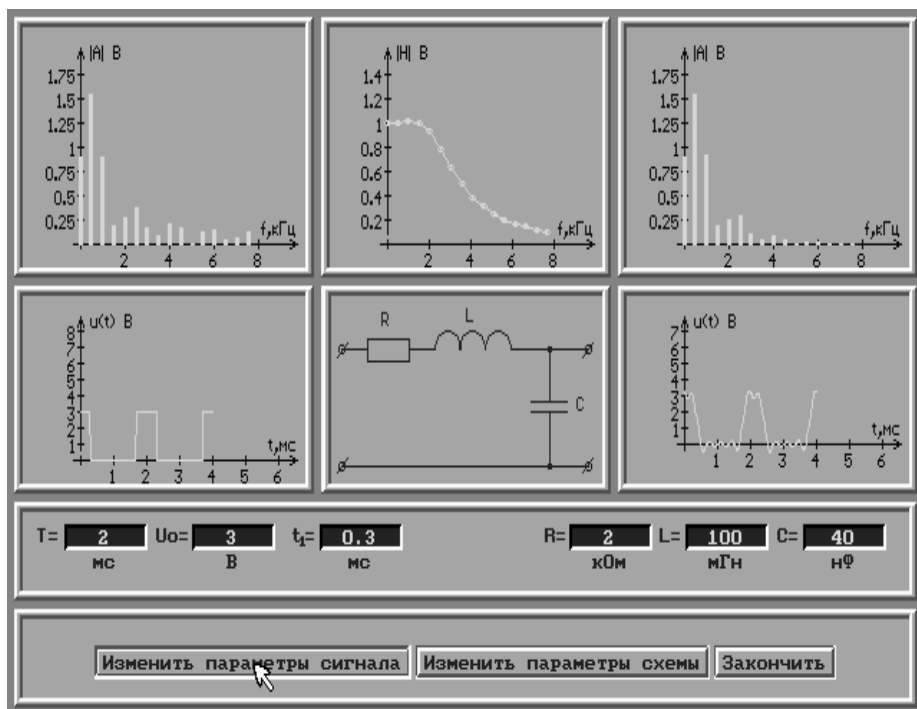 |A| В
1.75
1.5
1.25
1
0.75
0.5
0.25
f,кГц
2 4 6 8
|H| В
1.4
1.2
1
0.8
0.6
0.4
0.2
f,кГц
2 4 6 8
|A| В
1.75
1.5
1.25
1
0.75
0.5
0.25
f,кГц
2 4 6 8
u(t) В
8
7
6
5
4
3
2
1
t,мс
1 2 3 4 5 6
R L
C
u(t) В
8
7
6
5
4
3
2
1
t,мс
1 2 3 4 5 6
T= 2 Uo= 3 t1= 0.3 R= 2 L= 100 C= 40
мс В мс кОм мГн нФ
Изменить параметры сигнала Изменить параметры схемы Закончить